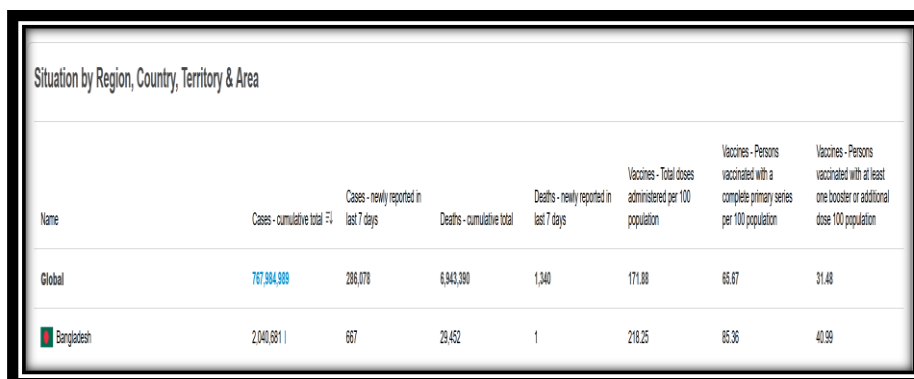 Situation by Region, Country, Territory & Area
Name
Cases - cumulative total
Cases - newly reported in
last 7 days
Deaths - cumulative total
Deaths - newly reported in
last 7 days
Vaccines - Total doses
administered per 100
population
Vaccines - Persons
vaccinated with a
complete primary series
per 100 population
Vaccines - Persons
vaccinated with at least
one booster or additional
dose 100 population
Global 767,984,989 286,078 6,943,390 1,340 171.88 65.67 31.48
Bangladesh 2,040,681 667 29,452 1 218.25 85.36 40.99